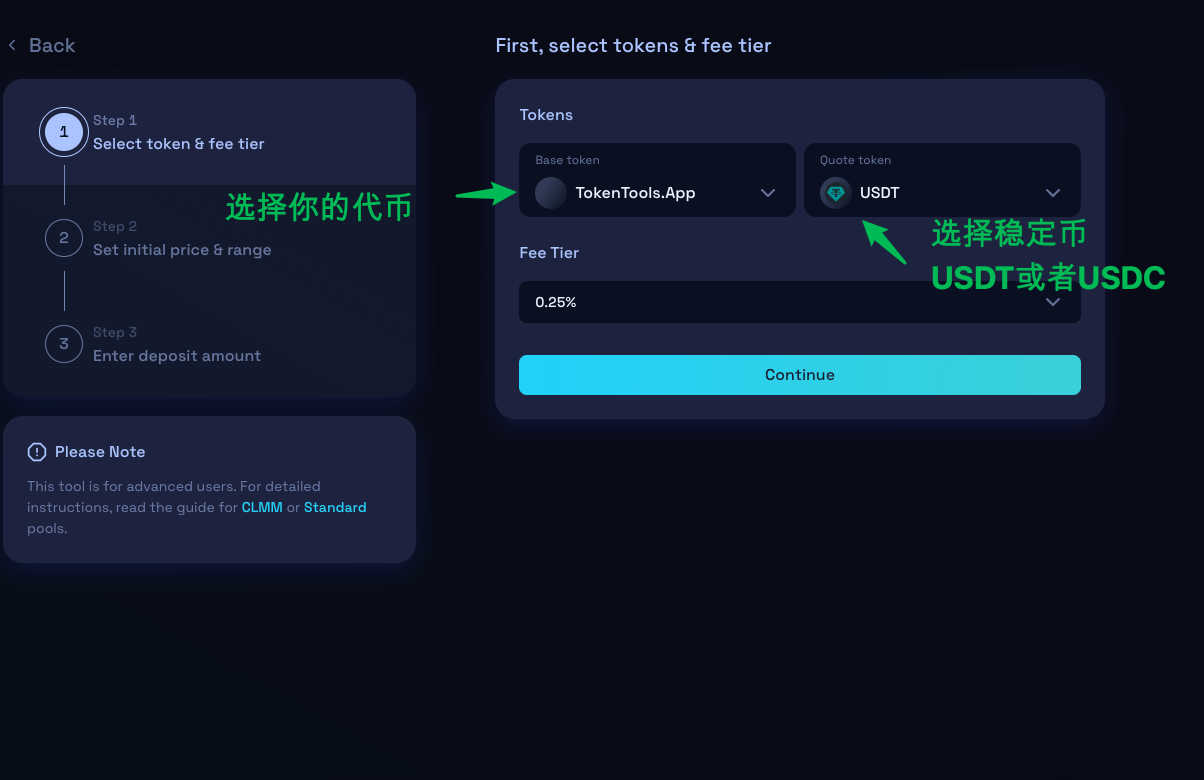 Back
Step 1
Select token & fee tier
选择你的代币
Step 2
Set initial price & range
Step 3
Enter deposit amount
Please Note
This tool is for advanced users. For detailed
instructions, read the guide for CLMM or Standard
pools.
First, select tokens & fee tier
Tokens
Base token
TokenTools.App
Quote token
USDT
选择稳定币
USDT或者USDC
Fee Tier
0.25%
Continue
1
2
3